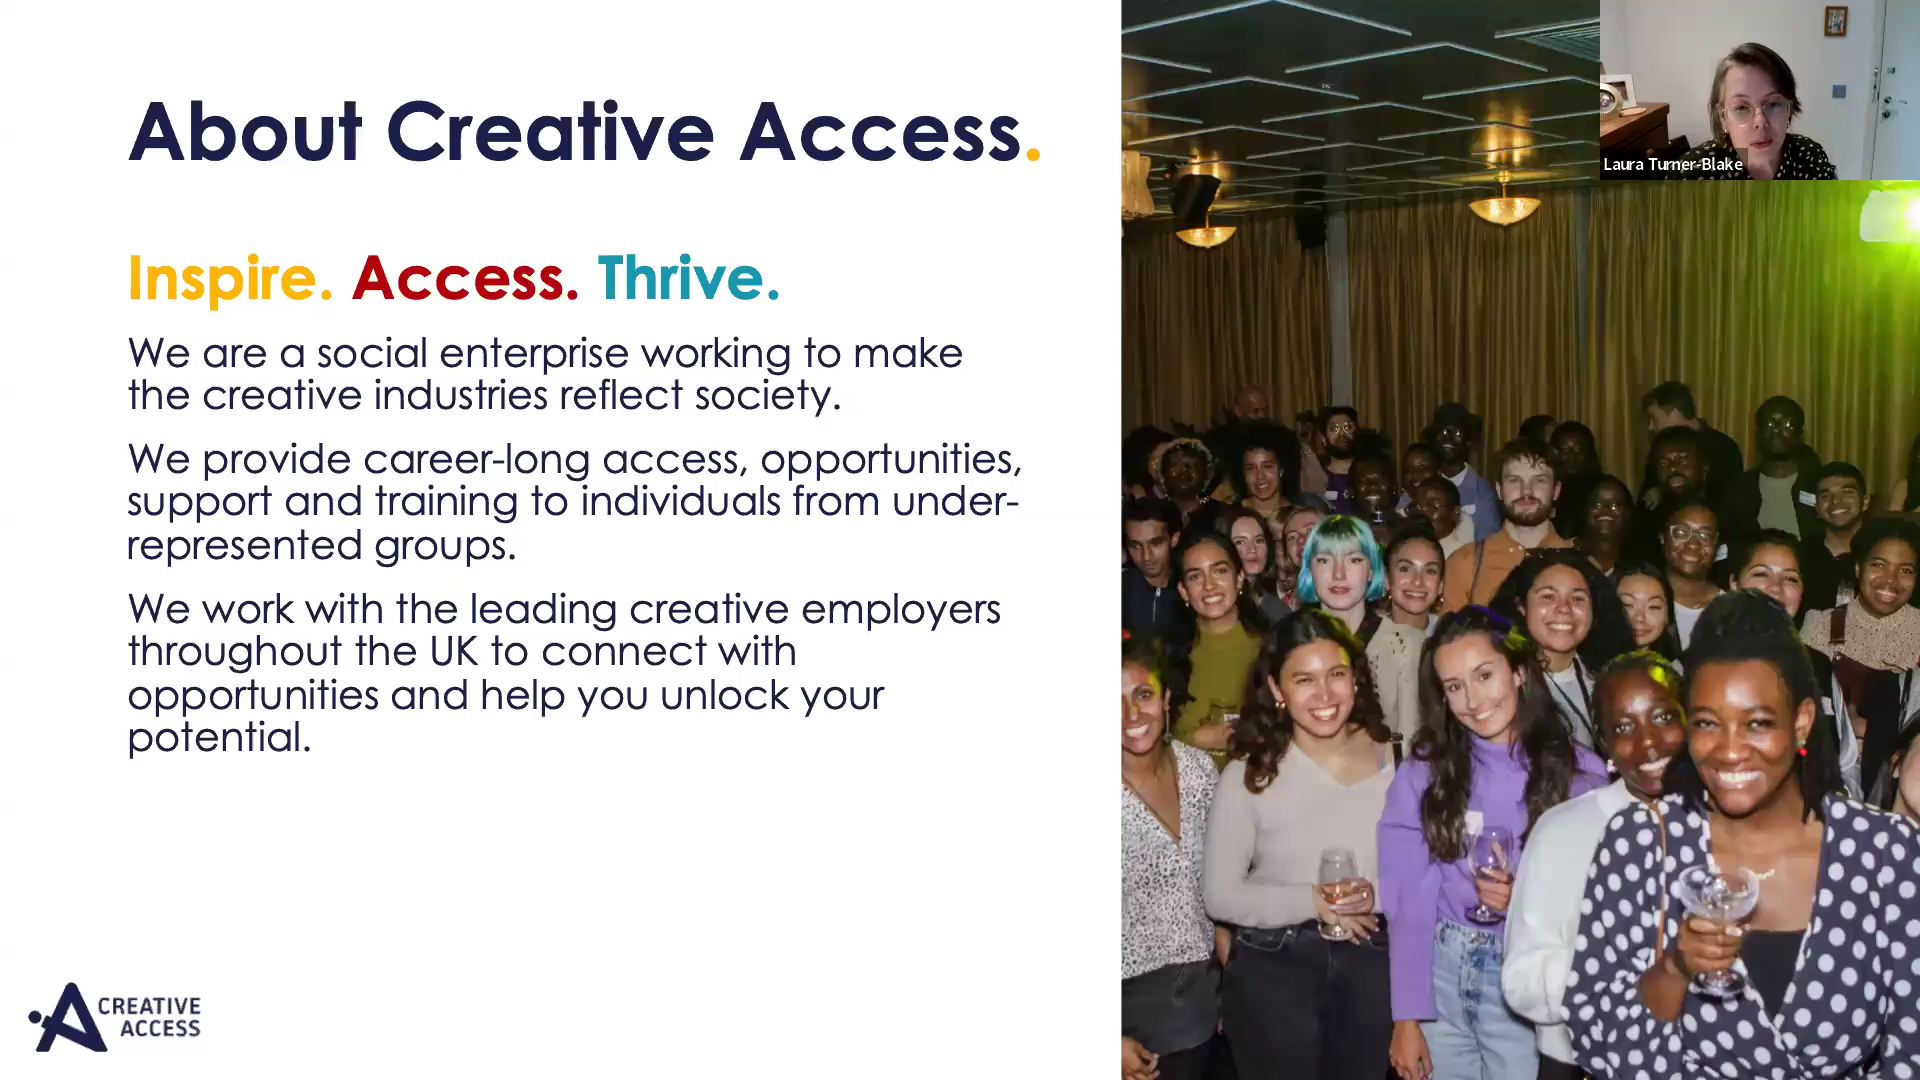 About Creative Access.
Inspire. Access. Thrive.
We are a social enterprise working to make
the creative industries reflect society.
We provide career-long access, opportunities,
support and training to individuals from under-
represented groups.
We work with the leading creative employers
throughout the UK to connect with
opportunities and help you unlock your
potential.
CREATIVE
ACCESS
Laura Turner-Blake